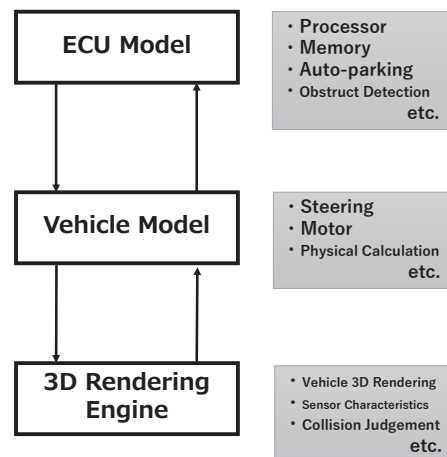 ECU Model
・Processor
・Memory
・Auto-parking
・Obstruct Detection
etc.
Vehicle Model
・Steering
・Motor
・Physical Calculation
etc.
3D Rendering
Engine
・Vehicle 3D Rendering
・Sensor Characteristics
・Collision Judgement
etc.